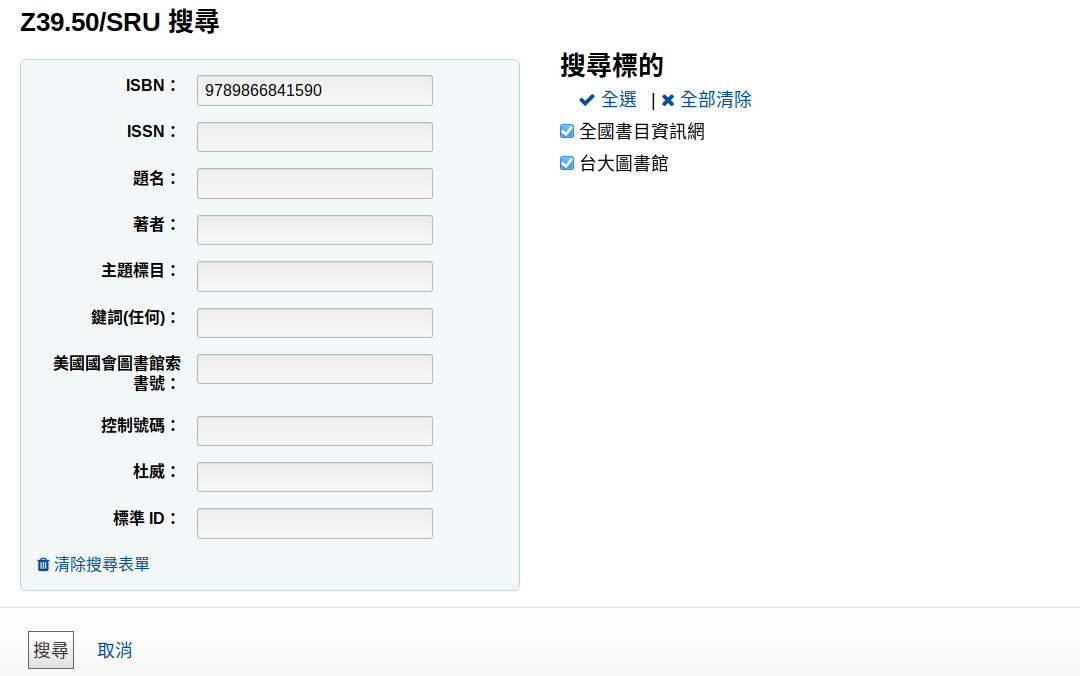 Z39.50/SRU 搜尋
ISBN：
9789866841590
ISSN：
題名：
著者：
主題標目：
鍵詞(任何)：
美國國會圖書館索
書號：
控制號碼：
杜威：
標準 ID：
清除搜尋表單
搜尋標的
全選 | 全部清除
全國書目資訊網
台大圖書館
搜尋 取消